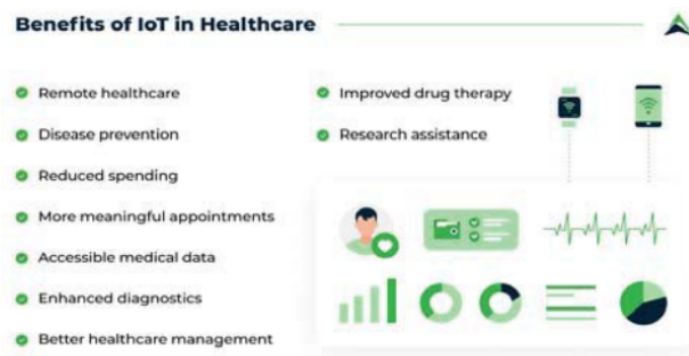 Benefits of IoT in Healthcare
Remote healthcare
Disease prevention
Reduced spending
More meaningful appointments
Accessible medical data
Enhanced diagnostics
Better healthcare management
Improved drug therapy
Research assistance